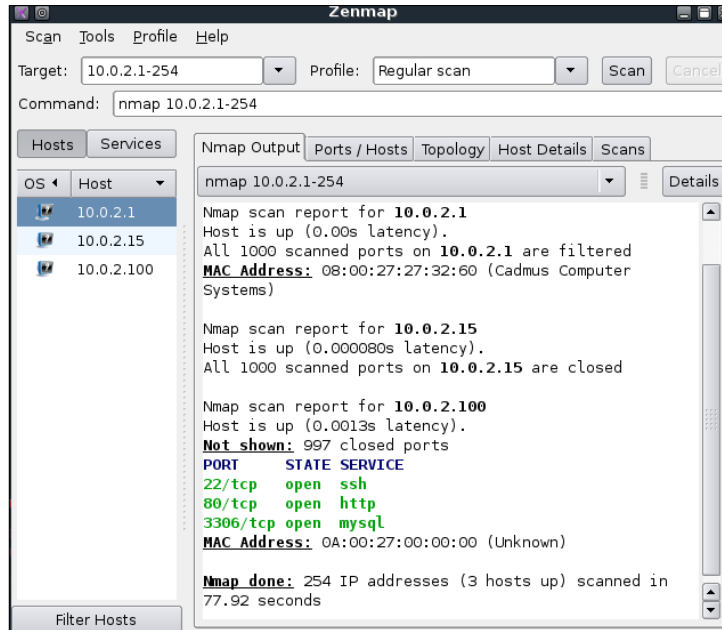 Zenmap
Scan Tools Profile Help
Target: 10.0.2.1-254 Profile: Regular scan Scan Cancel
Command: nmap 10.0.2.1-254
Hosts Services
Nmap Output Ports / Hosts Topology Host Details Scans
OS Host
nmap 10.0.2.1-254 Details
10.0.2.1
10.0.2.15
10.0.2.100
Nmap scan report for 10.0.2.1
Host is up (0.00s latency).
All 1000 scanned ports on 10.0.2.1 are filtered
MAC Address: 08:00:27:27:32:60 (Cadmus Computer
Systems)
Nmap scan report for 10.0.2.15
Host is up (0.000080s latency).
All 1000 scanned ports on 10.0.2.15 are closed
Nmap scan report for 10.0.2.100
Host is up (0.0013s latency).
Not shown: 997 closed ports
PORT STATE SERVICE
22/tcp open ssh
80/tcp open http
3306/tcp open mysql
MAC Address: 0A:00:27:00:00:00 (Unknown)
Nmap done: 254 IP addresses (3 hosts up) scanned in
77.92 seconds
Filter Hosts